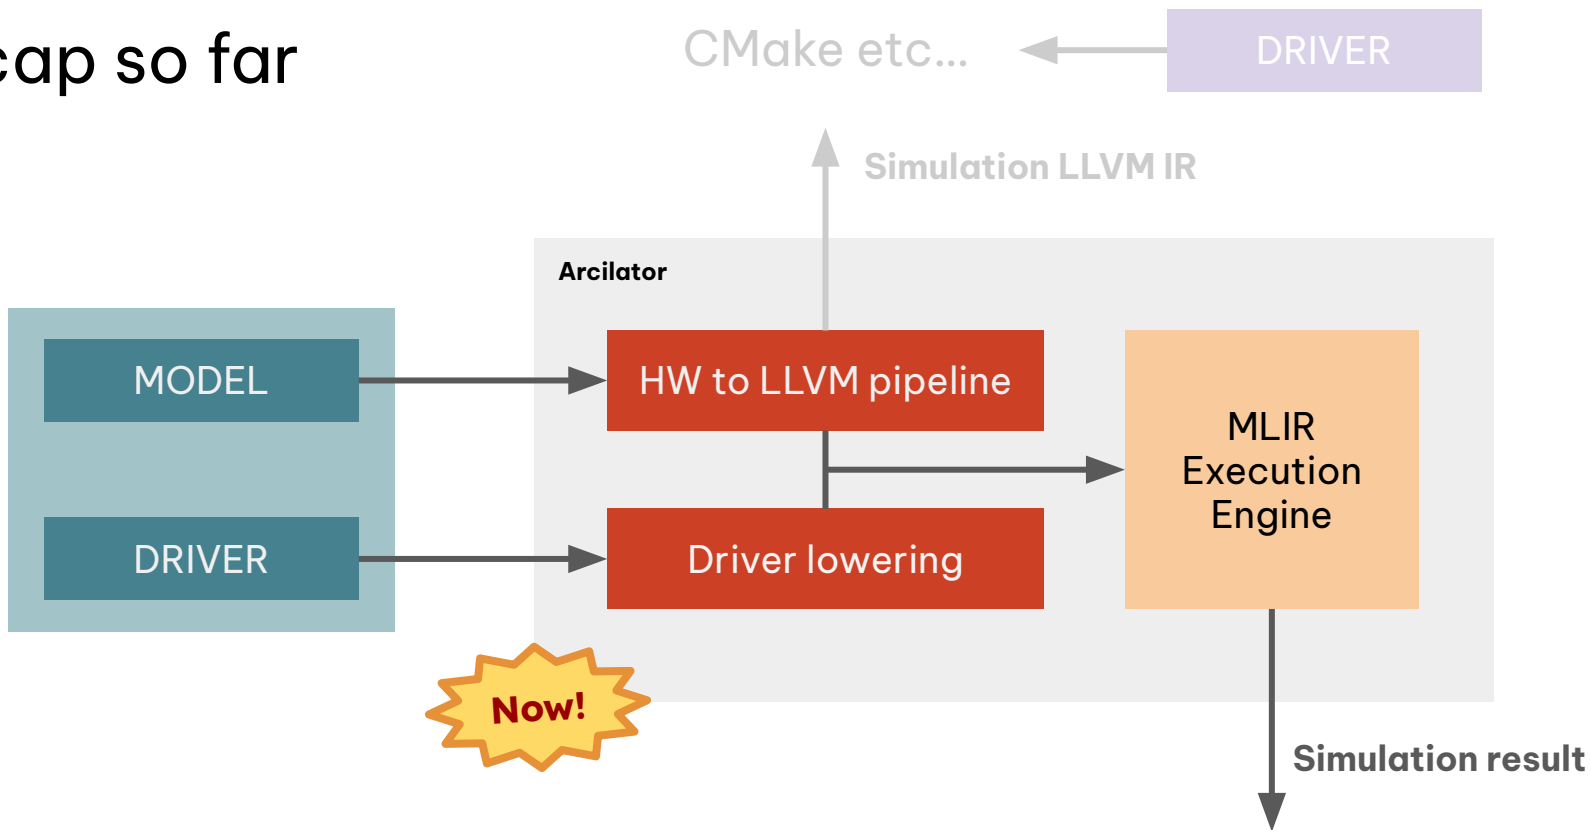 cap so far
CMake etc...
DRIVER
Simulation LLVM IR
Arcilator
MODEL
HW to LLVM pipeline
MLIR
Execution
Engine
DRIVER
Driver lowering
Now!
Simulation result